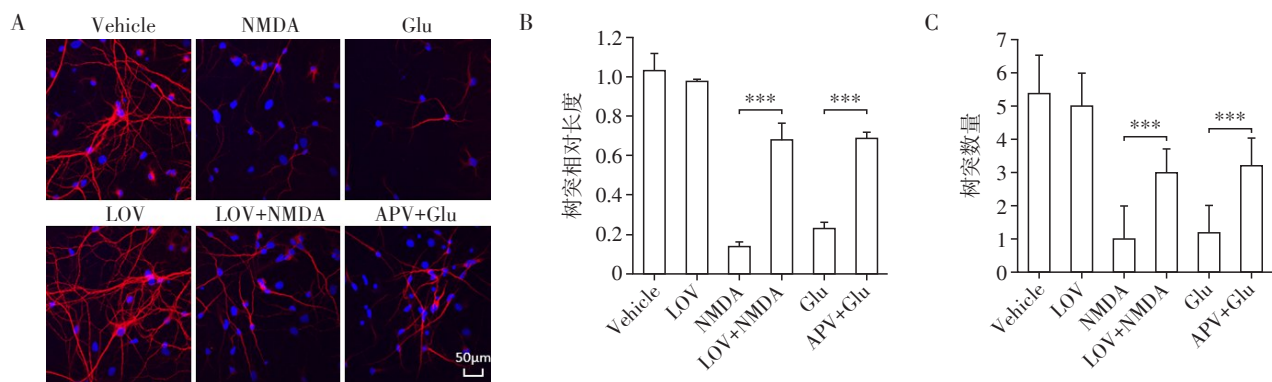 A
Vehicle NMDA Glu
LOV LOV+NMDA APV+Glu
50μm
B
树突相对长度
1.2
1.0
0.8
0.6
0.4
0.2
0
*** ***
Vehicle LOV NMDA LOV+NMDA Glu APV+Glu
C
树突数量
7
6
5
4
3
2
1
0
*** ***
Vehicle LOV NMDA LOV+NMDA Glu APV+Glu